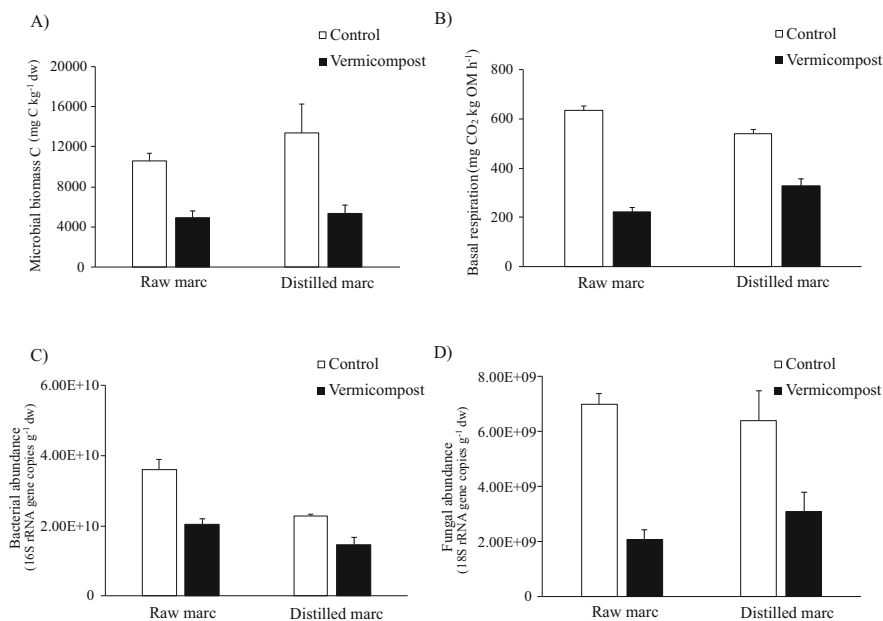 A)
Control
Vermicompost
Microbial biomass C (mg C kg⁻¹ dw)
20000
16000
12000
8000
4000
0
Raw marc
Distilled marc
B)
Control
Vermicompost
Basal respiration (mg CO₂ kg OM h⁻¹)
800
600
400
200
0
Raw marc
Distilled marc
C)
Control
Vermicompost
Bacterial abundance
(16S rRNA gene copies g⁻¹ dw)
6.00E+10
4.00E+10
2.00E+10
0
Raw marc
Distilled marc
D)
Control
Vermicompost
Fungal abundance
(18S rRNA gene copies g⁻¹ dw)
8.00E+09
6.00E+09
4.00E+09
2.00E+09
0
Raw marc
Distilled marc